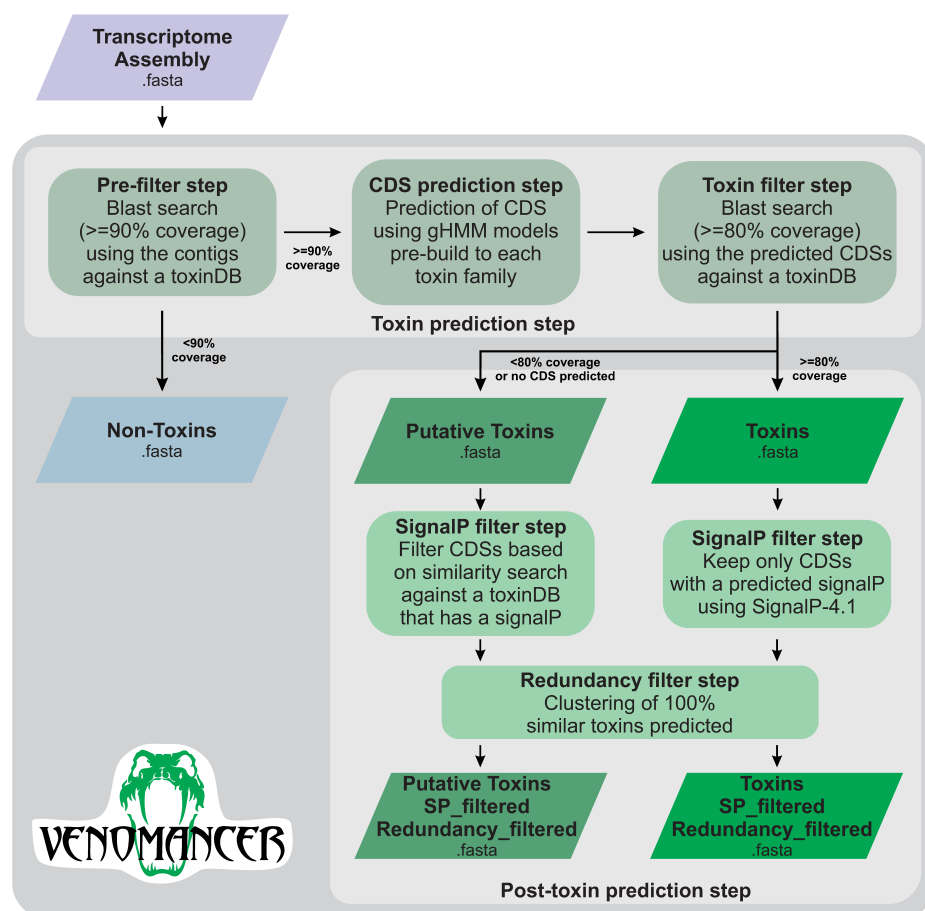 Transcriptome
Assembly
.fasta
Pre-filter step
Blast search
(>=90% coverage)
using the contigs
against a toxinDB
>=90%
coverage
CDS prediction step
Prediction of CDS
using gHMM models
pre-build to each
toxin family
Toxin filter step
Blast search
(>=80% coverage)
using the predicted CDSs
against a toxinDB
Toxin prediction step
<90%
coverage
<80% coverage
or no CDS predicted
>=80%
coverage
Non-Toxins
.fasta
Putative Toxins
.fasta
Toxins
.fasta
SignalP filter step
Filter CDSs based
on similarity search
against a toxinDB
that has a signalP
SignalP filter step
Keep only CDSs
with a predicted signalP
using SignalP-4.1
Redundancy filter step
Clustering of 100%
similar toxins predicted
Putative Toxins
SP_filtered
Redundancy_filtered
.fasta
Toxins
SP_filtered
Redundancy_filtered
.fasta
VENOMANCER
Post-toxin prediction step